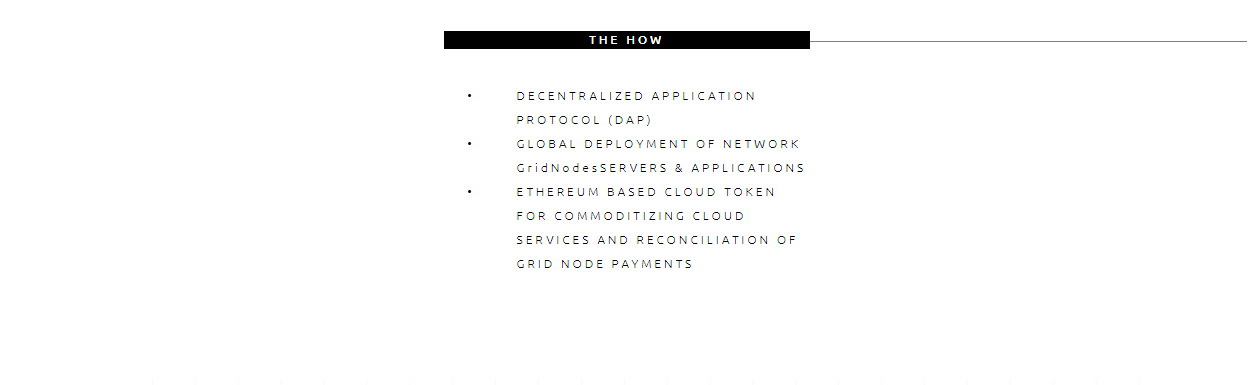 THE HOW
• DECENTRALIZED APPLICATION
PROTOCOL (DAP)
• GLOBAL DEPLOYMENT OF NETWORK
GridNodesSERVERS & APPLICATIONS
• ETHEREUM BASED CLOUD TOKEN
FOR COMMODITIZING CLOUD
SERVICES AND RECONCILIATION OF
GRID NODE PAYMENTS